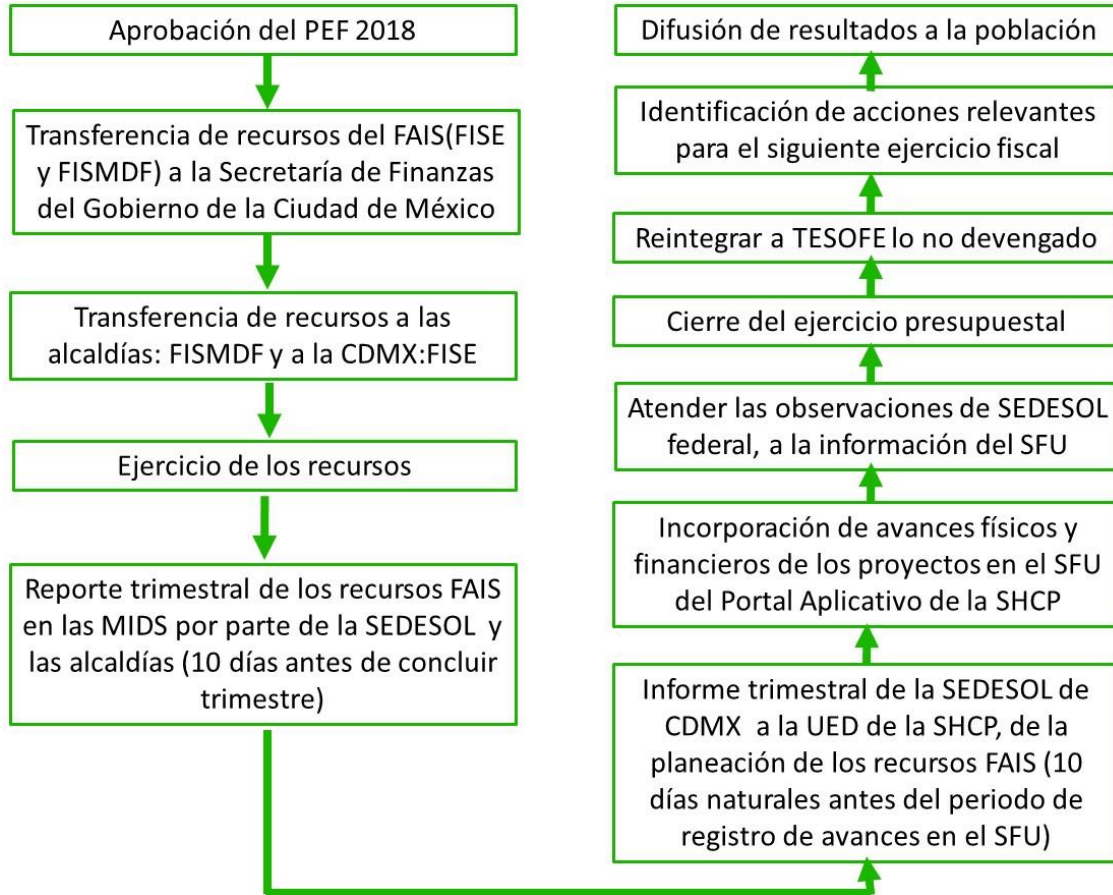 Aprobación del PEF 2018
Transferencia de recursos del FAIS(FISE
y FISMDF) a la Secretaría de Finanzas
del Gobierno de la Ciudad de México
Transferencia de recursos a las
alcaldías: FISMDF y a la CDMX:FISE
Ejercicio de los recursos
Reporte trimestral de los recursos FAIS
en las MIDS por parte de la SEDESOL y
las alcaldías (10 días antes de concluir
trimestre)
Informe trimestral de la SEDESOL de
CDMX a la UED de la SHCP, de la
planeación de los recursos FAIS (10
días naturales antes del periodo de
registro de avances en el SFU)
Incorporación de avances físicos y
financieros de los proyectos en el SFU
del Portal Aplicativo de la SHCP
Atender las observaciones de SEDESOL
federal, a la información del SFU
Cierre del ejercicio presupuestal
Reintegrar a TESOFE lo no devengado
Identificación de acciones relevantes
para el siguiente ejercicio fiscal
Difusión de resultados a la población